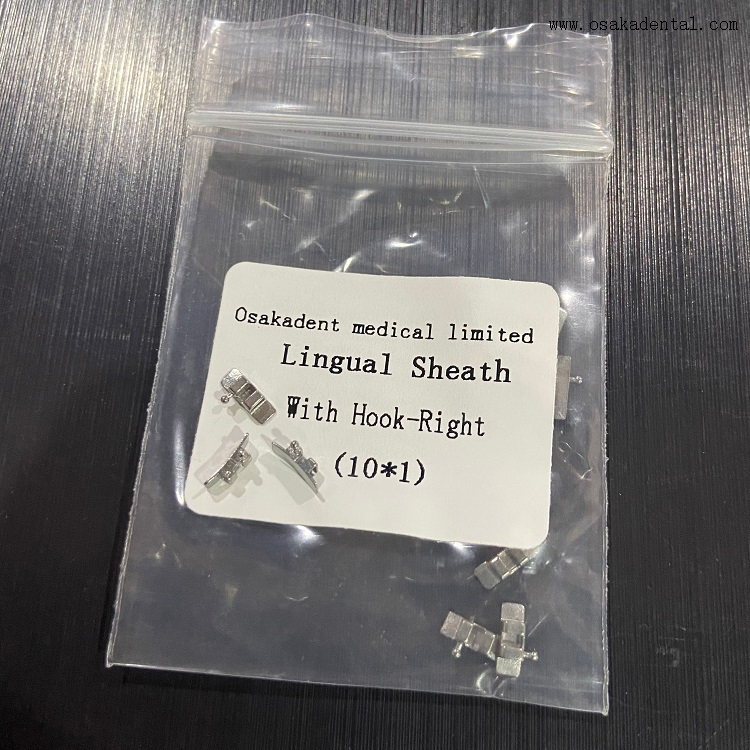 www.osakadental.com
Osakadent medical limited
Lingual Sheath
With Hook-Right
(10*1)